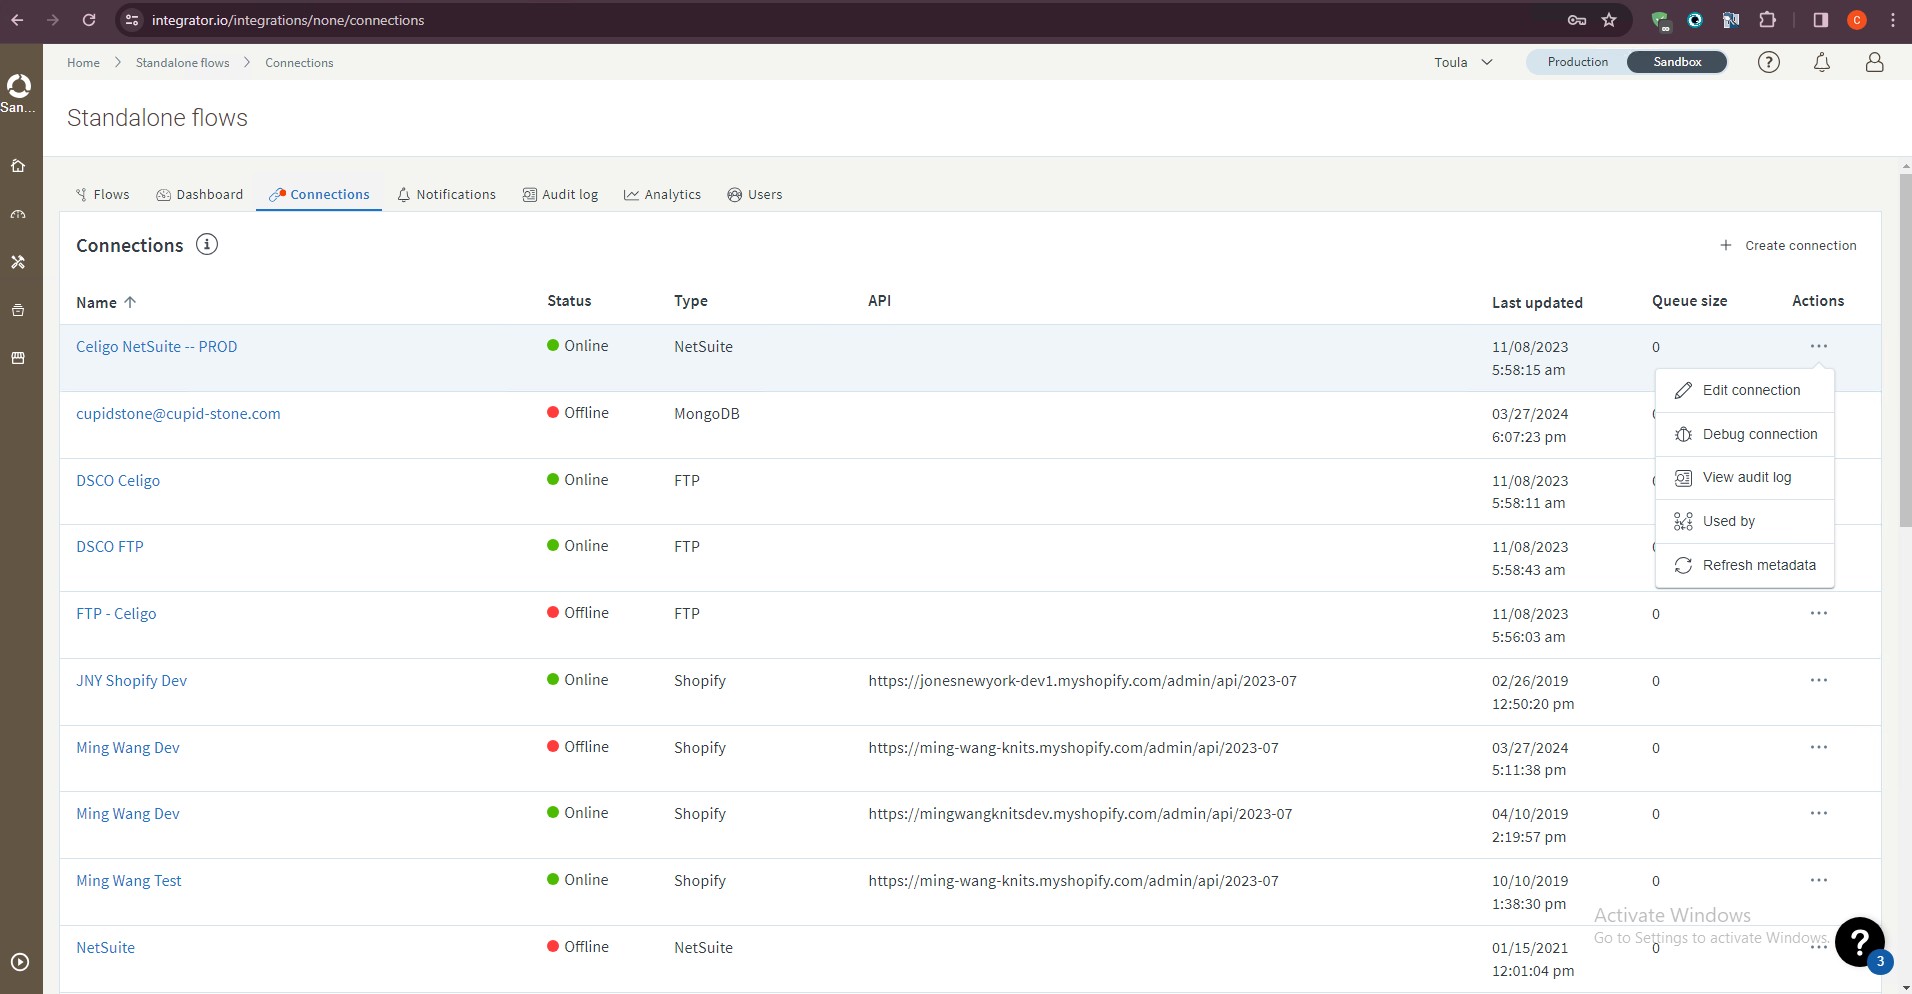 integrator.io/integrations/none/connections
C
San...
Home
Standalone flows
Connections
Toula
Production
Sandbox
Standalone flows
Flows
Dashboard
Connections
Notifications
Audit log
Analytics
Users
Connections
Create connection
Name
Status
Type
API
Last updated
Queue size
Actions
Celigo NetSuite -- PROD
Online
NetSuite
11/08/2023
5:58:15 am
0
Edit connection
Debug connection
View audit log
Used by
Refresh metadata
cupidstone@cupid-stone.com
Offline
MongoDB
03/27/2024
6:07:23 pm
DSCO Celigo
Online
FTP
11/08/2023
5:58:11 am
DSCO FTP
Online
FTP
11/08/2023
5:58:43 am
FTP - Celigo
Offline
FTP
11/08/2023
5:56:03 am
0
JNY Shopify Dev
Online
Shopify
https://jonesnewyork-dev1.myshopify.com/admin/api/2023-07
02/26/2019
12:50:20 pm
0
Ming Wang Dev
Offline
Shopify
https://ming-wang-knits.myshopify.com/admin/api/2023-07
03/27/2024
5:11:38 pm
0
Ming Wang Dev
Online
Shopify
https://mingwangknitsdev.myshopify.com/admin/api/2023-07
04/10/2019
2:19:57 pm
0
Ming Wang Test
Online
Shopify
https://ming-wang-knits.myshopify.com/admin/api/2023-07
10/10/2019
1:38:30 pm
0
NetSuite
Offline
NetSuite
01/15/2021
12:01:04 pm
0
Activate Windows
Go to Settings to activate Windows.
?
3